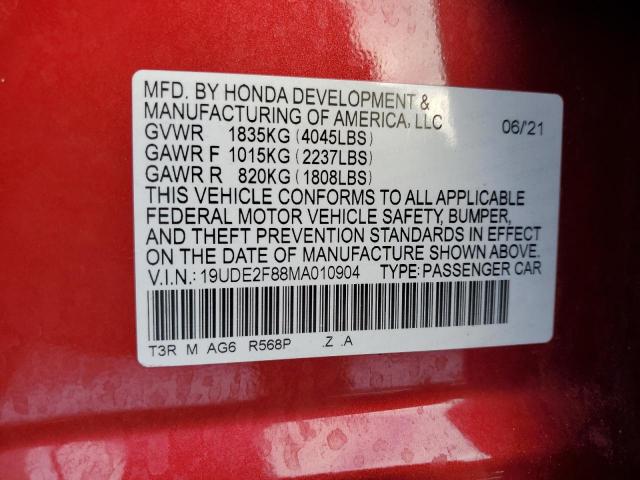 MFD. BY HONDA DEVELOPMENT &
MANUFACTURING OF AMERICA, LLC
06/'21
GVWR 1835KG (4045LBS)
GAWR F 1015KG (2237LBS)
GAWR R 820KG (1808LBS)
THIS VEHICLE CONFORMS TO ALL APPLICABLE
FEDERAL MOTOR VEHICLE SAFETY, BUMPER,
AND THEFT PREVENTION STANDARDS IN EFFECT
ON THE DATE OF MANUFACTURE SHOWN ABOVE.
V.I.N.: 19UDE2F88MA010904 TYPE: PASSENGER CAR
T3R M AG6 R568P .Z .A